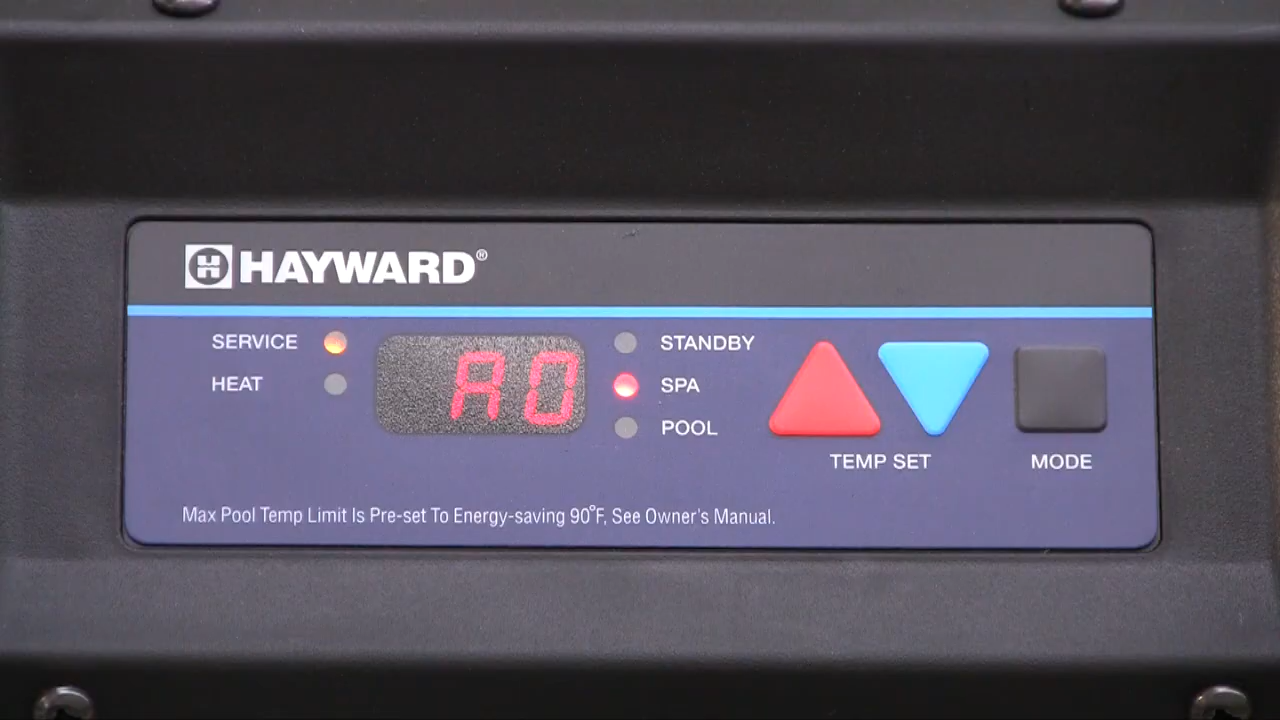 HAYWARD®
SERVICE
HEAT
A0
STANDBY
SPA
POOL
TEMP SET
MODE
Max Pool Temp Limit Is Pre-set To Energy-saving 90°F, See Owner's Manual.